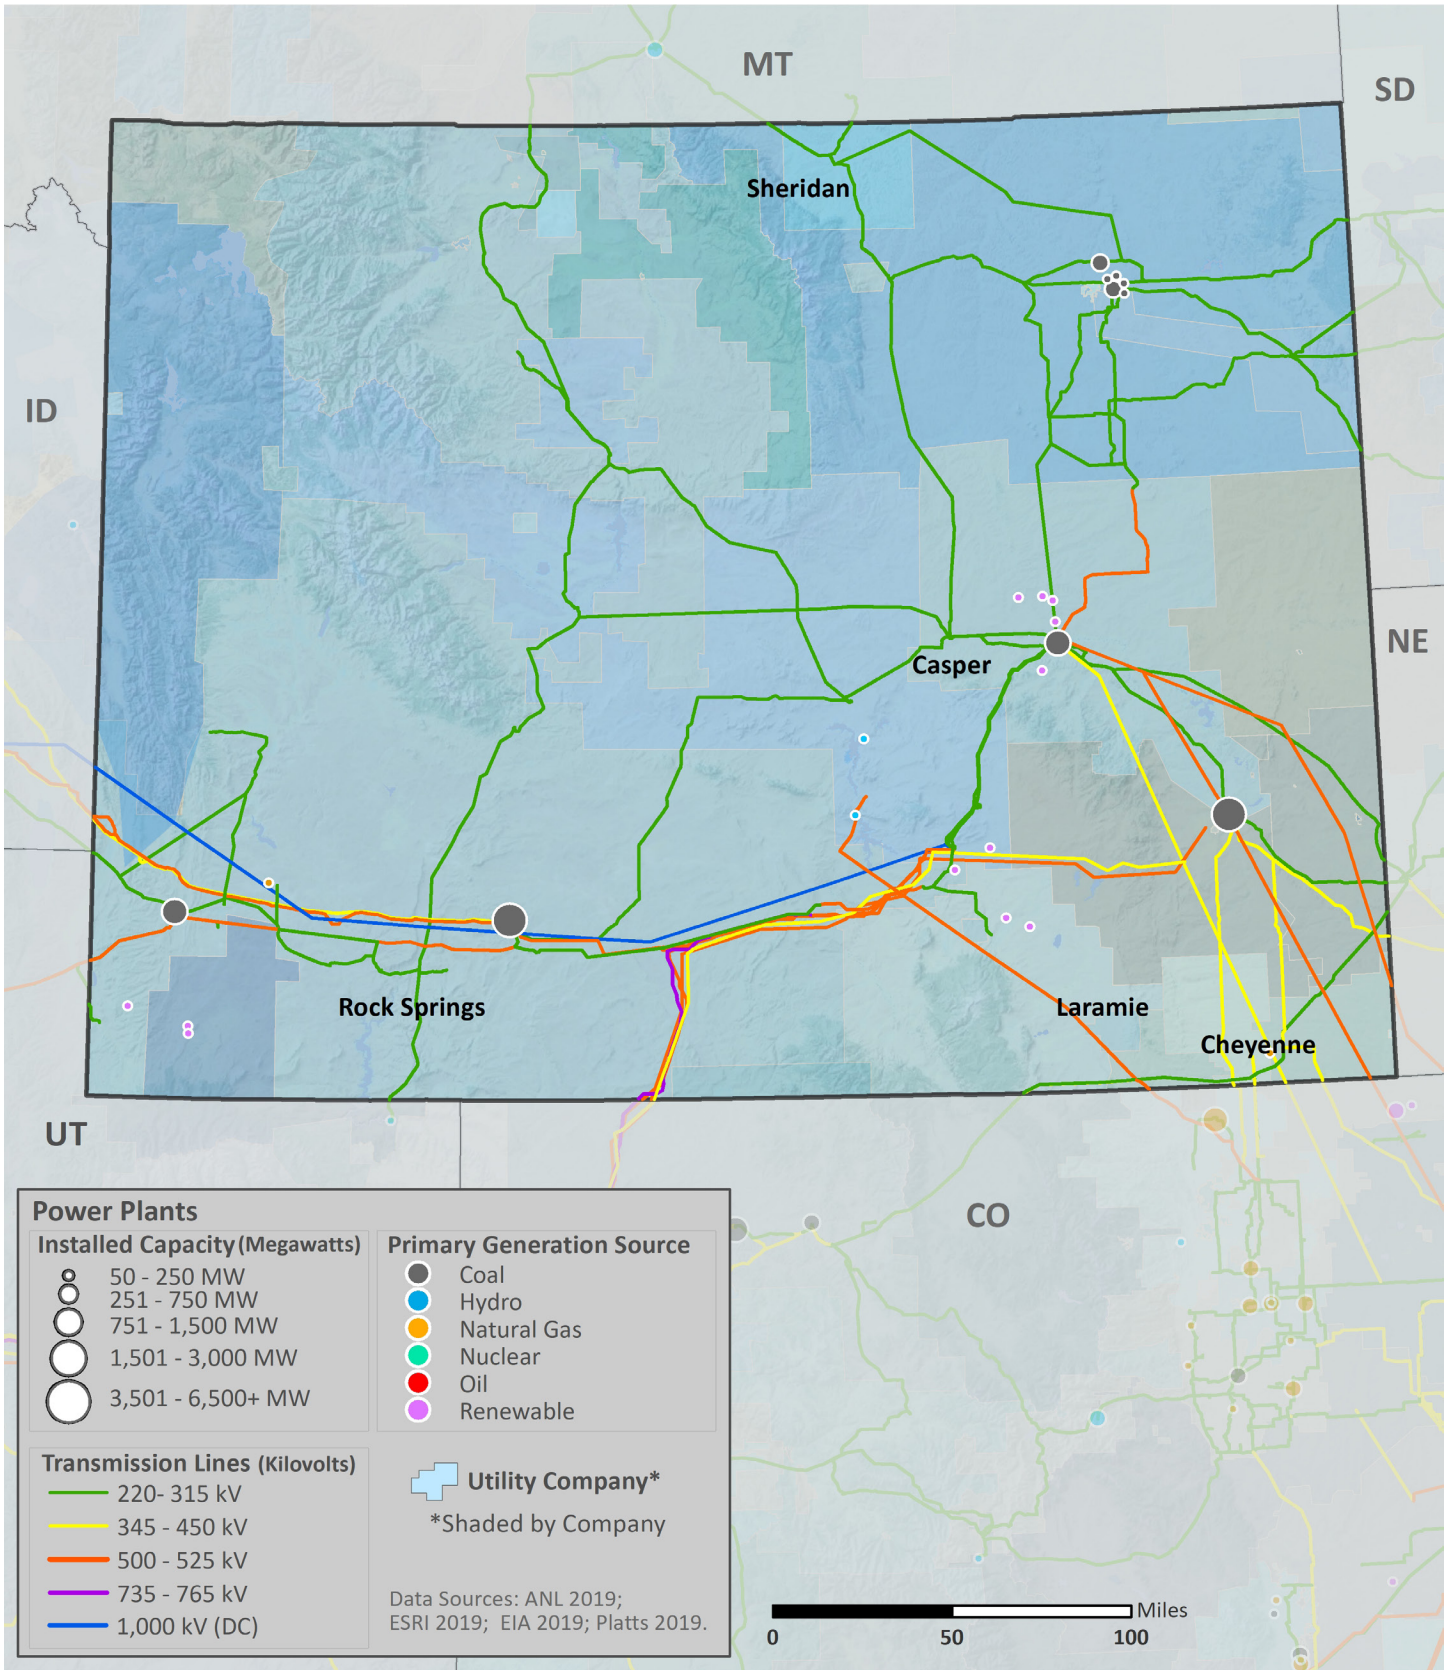 MT
SD
Sheridan
ID
NE
Casper
Rock Springs
Laramie
Cheyenne
UT
CO
Power Plants
Installed Capacity (Megawatts)
50 - 250 MW
251 - 750 MW
751 - 1,500 MW
1,501 - 3,000 MW
3,501 - 6,500+ MW
Primary Generation Source
Coal
Hydro
Natural Gas
Nuclear
Oil
Renewable
Transmission Lines (Kilovolts)
220- 315 kV
345 - 450 kV
500 - 525 kV
735 - 765 kV
1,000 kV (DC)
Utility Company*
*Shaded by Company
Data Sources: ANL 2019;
ESRI 2019; EIA 2019; Platts 2019.
Miles
0 50 100